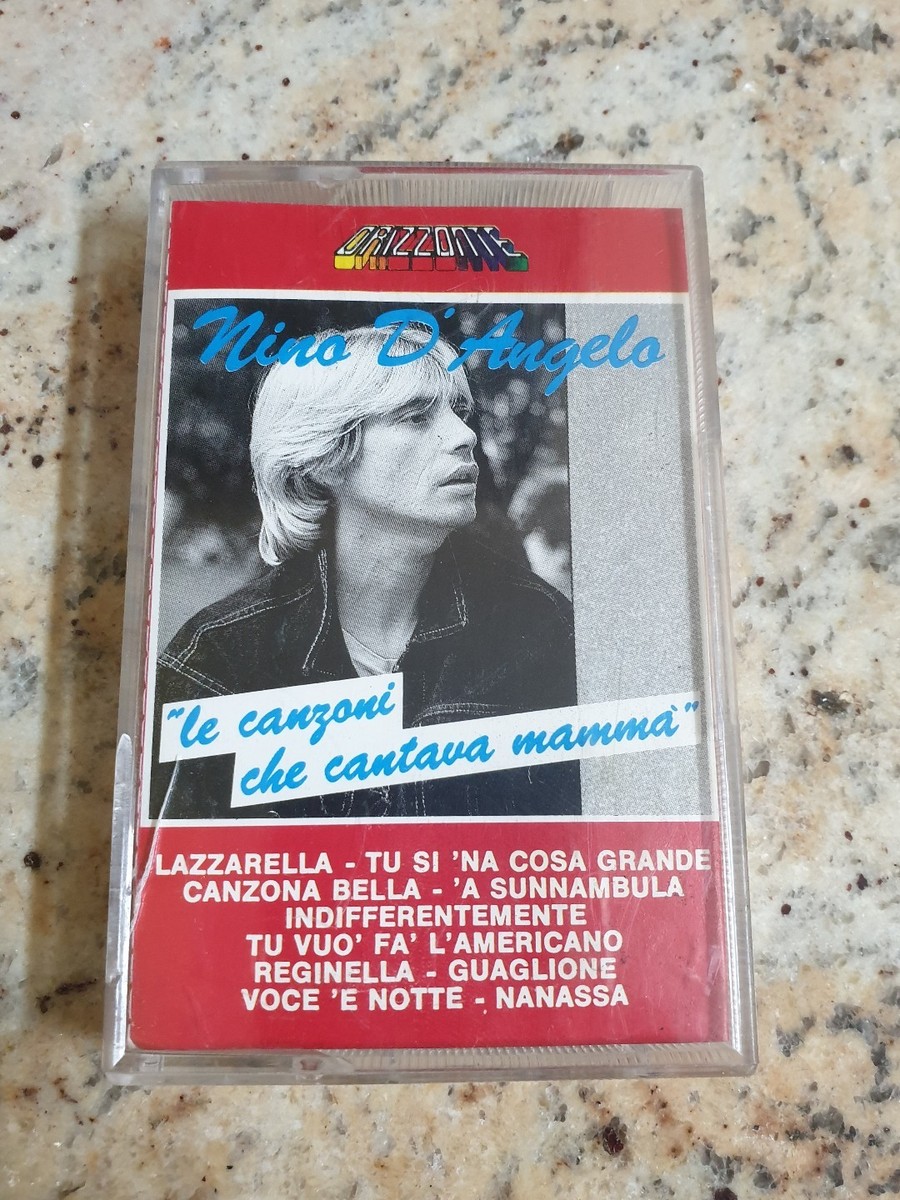 ORIZZONTE
Nino D'Angelo
"le canzoni
che cantava mammà"
LAZZARELLA - TU SI 'NA COSA GRANDE
CANZONA BELLA - 'A SUNNAMBULA
INDIFFERENTEMENTE
TU VUO' FA' L'AMERICANO
REGINELLA - GUAGLIONE
VOCE 'E NOTTE - NANASSA